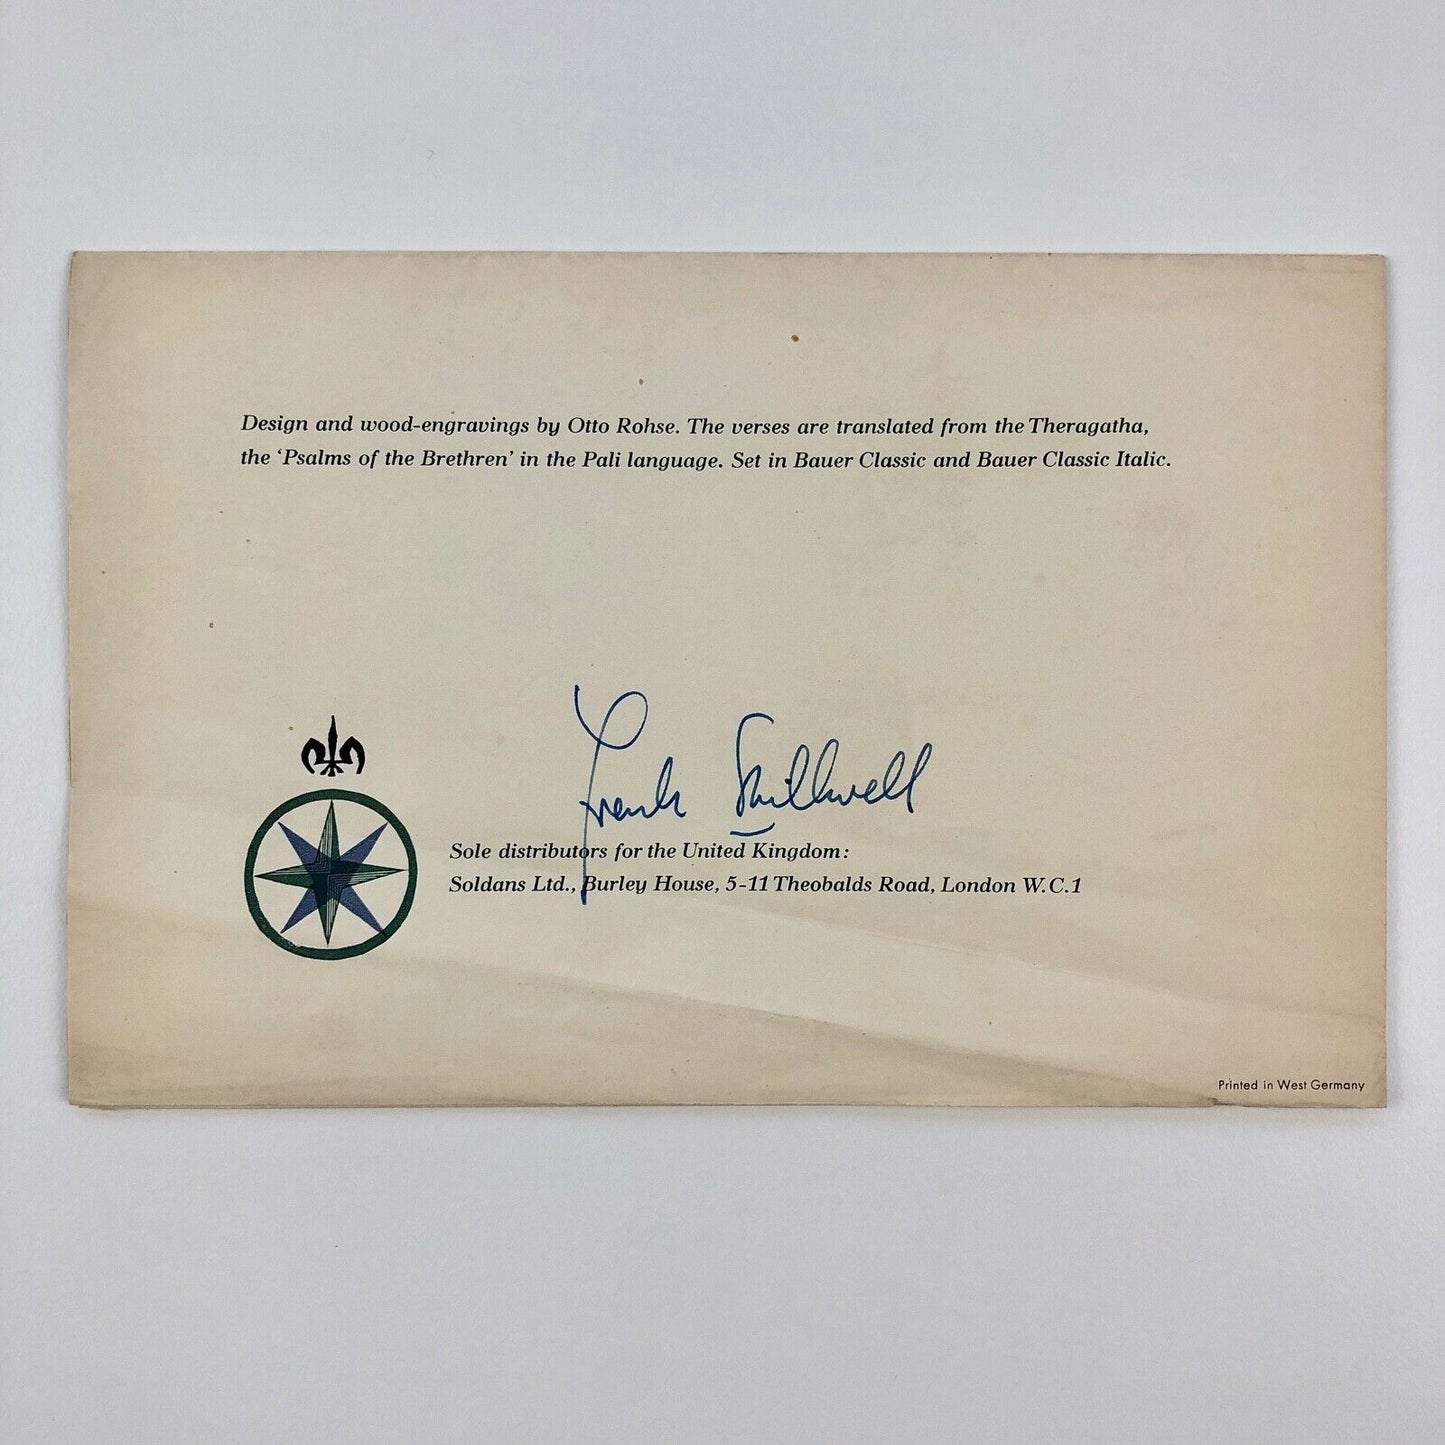 Design and wood-engravings by Otto Rohse. The verses are translated from the Theragatha,
the ‘Psalms of the Brethren’ in the Pali language. Set in Bauer Classic and Bauer Classic Italic.
Frank
Sole distributors for the United Kingdom:
Soldans Ltd., Burley House, 5-11 Theobalds Road, London W.C.1
Printed in West Germany